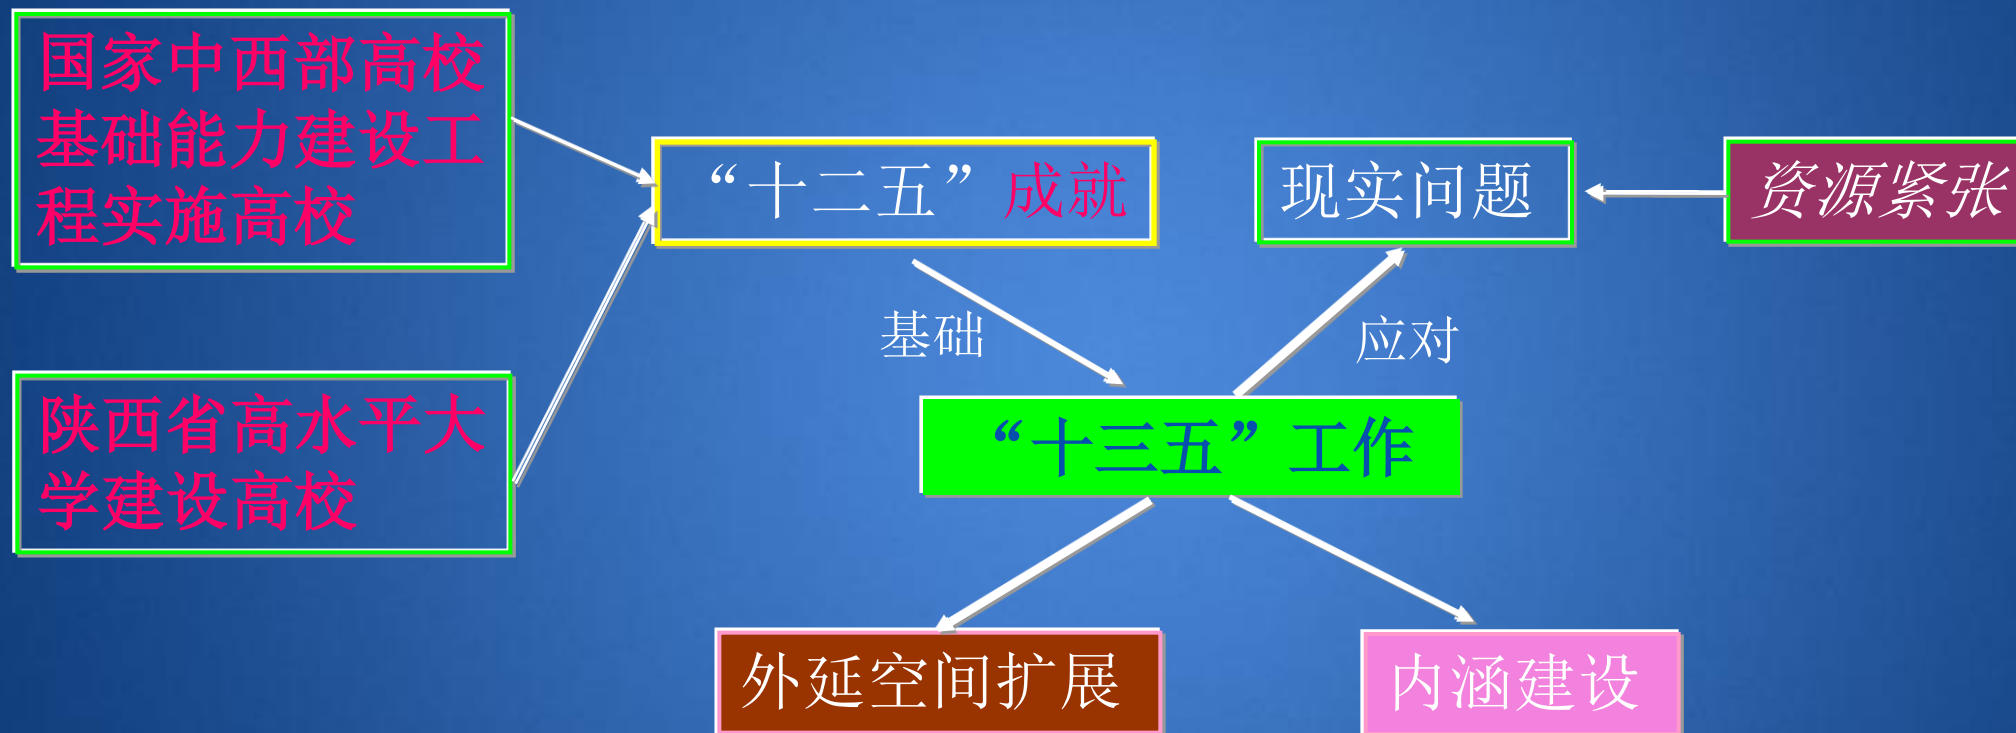 国家中西部高校
基础能力建设工
程实施高校
“十二五”成就
现实问题
资源紧张
基础
应对
陕西省高水平大
学建设高校
“十三五”工作
外延空间扩展
内涵建设